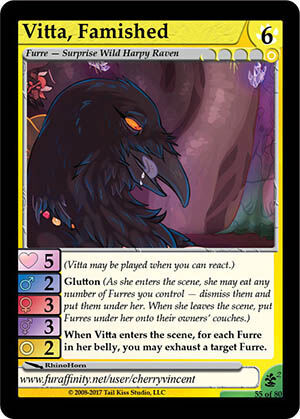 Vitta, Famished
6
Furre — Surprise Wild Harpy Raven
5
(Vitta may be played when you can react.)
2
Glutton (As she enters the scene, she may eat any
number of Furres you control — dismiss them and
3
put them under her. When she leaves the scene, put
Furres under her onto their owners' couches.)
3
When Vitta enters the scene, for each Furre
2
in her belly, you may exhaust a target Furre.
RhinoHorn
www.furaffinity.net/user/cherryvincent
55 of 80
© 2008-2017 Tail Kiss Studio, LLC